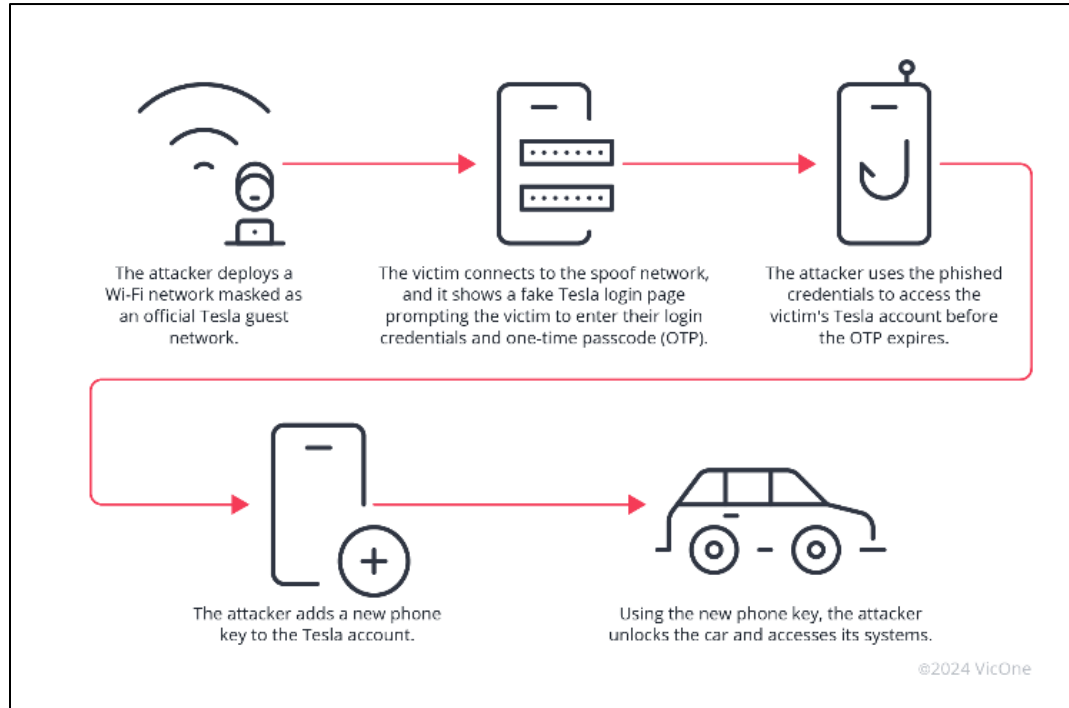 The attacker deploys a
Wi-Fi network masked as
an official Tesla guest
network.
The victim connects to the spoof network,
and it shows a fake Tesla login page
prompting the victim to enter their login
credentials and one-time passcode (OTP).
The attacker uses the phished
credentials to access the
victim's Tesla account before
the OTP expires.
The attacker adds a new phone
key to the Tesla account.
Using the new phone key, the attacker
unlocks the car and accesses its systems.
©2024 VicOne